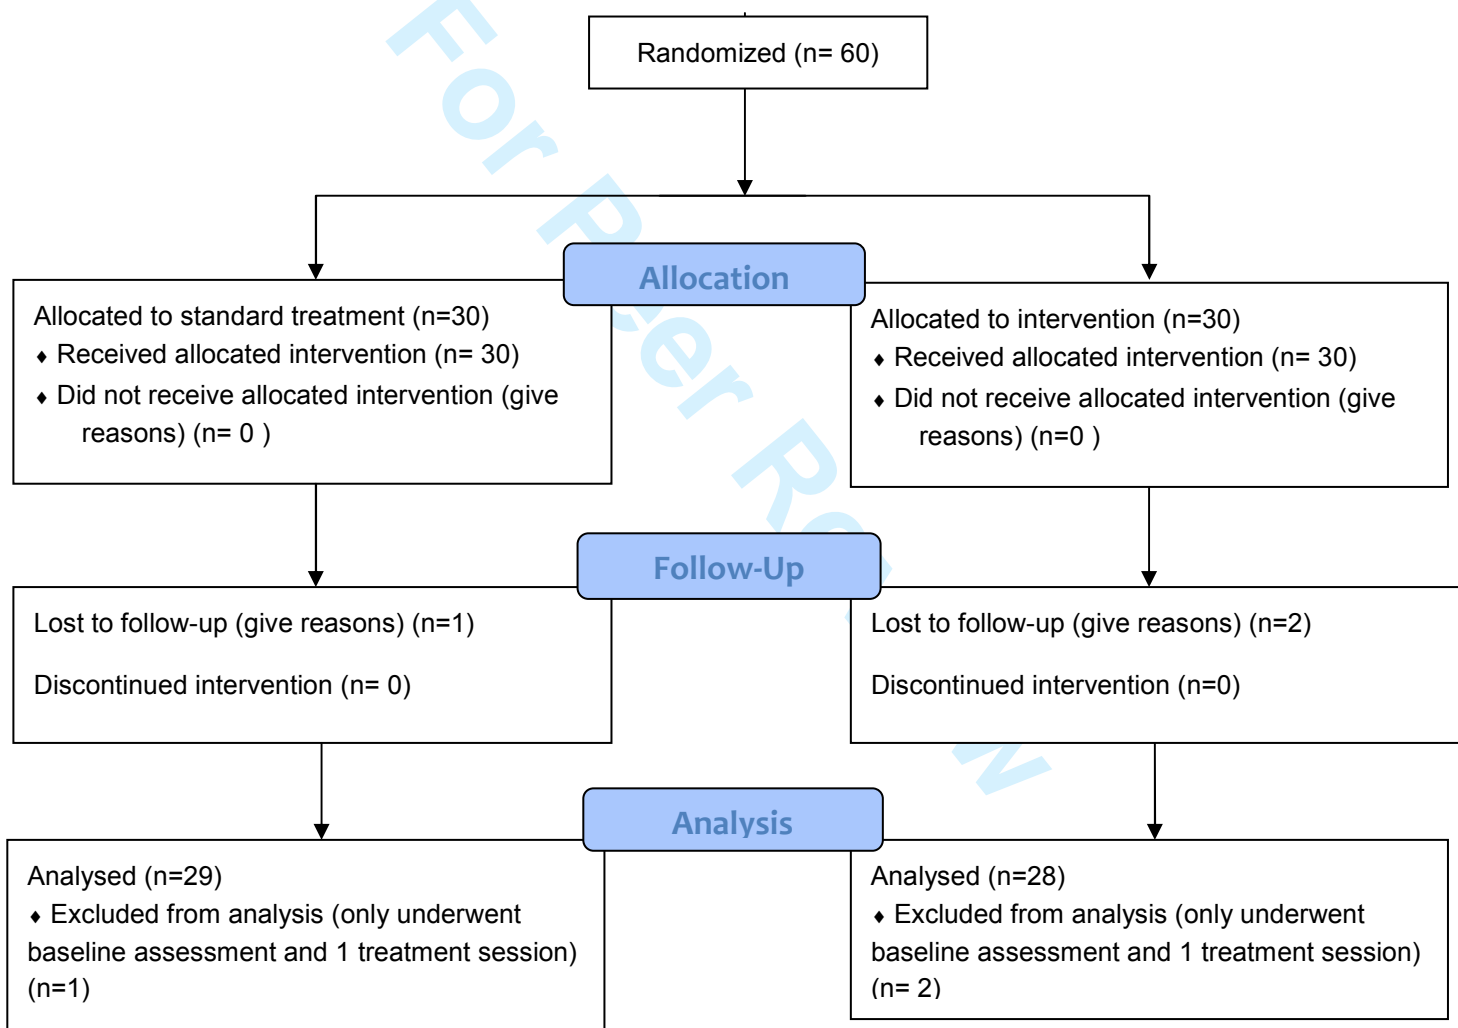 Randomized (n= 60)
Allocation
Allocated to standard treatment (n=30)
♦ Received allocated intervention (n= 30)
♦ Did not receive allocated intervention (give
reasons) (n= 0 )
Allocated to intervention (n=30)
♦ Received allocated intervention (n= 30)
♦ Did not receive allocated intervention (give
reasons) (n=0 )
Follow-Up
Lost to follow-up (give reasons) (n=1)
Discontinued intervention (n= 0)
Lost to follow-up (give reasons) (n=2)
Discontinued intervention (n=0)
Analysis
Analysed (n=29)
♦ Excluded from analysis (only underwent
baseline assessment and 1 treatment session)
(n=1)
Analysed (n=28)
♦ Excluded from analysis (only underwent
baseline assessment and 1 treatment session)
(n= 2)
For Peer Review